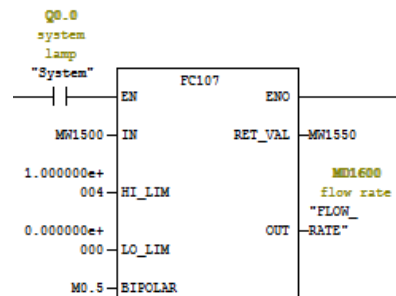 Q0.0
system
lamp
"System"
FC107
EN ENO
MW1500 IN RET_VAL MW1550
1.000000e+
004 HI_LIM
MD1600
flow rate
"FLOW_
0.000000e+
000 LO_LIM OUT RATE"
M0.5 BIPOLAR